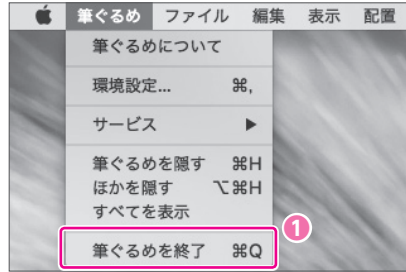 筆ぐるめ ファイル 編集 表示 配置
筆ぐるめについて
環境設定... ⌘,
サービス ▶
筆ぐるめを隠す ⌘H
ほかを隠す ⌥⌘H
すべてを表示
1
筆ぐるめを終了 ⌘Q